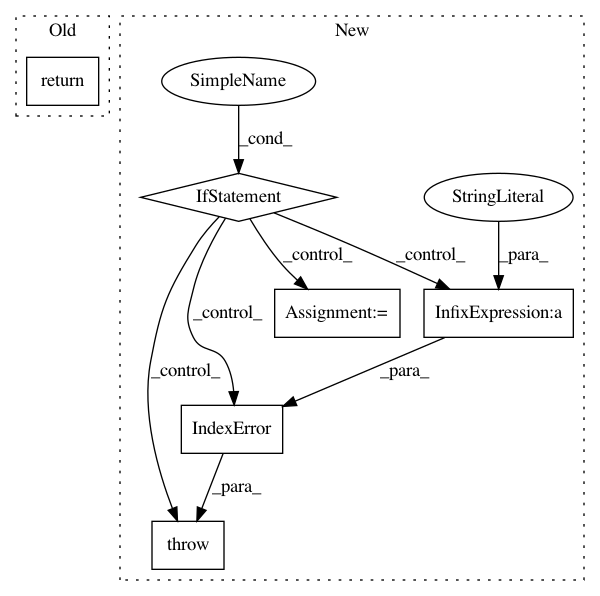 Old
New
return
SimpleName
_cond_
IfStatement
StringLiteral
_control_
_control_
_para_
_control_
Assignment:=
InfixExpression:a
_control_
_para_
IndexError
_para_
throw